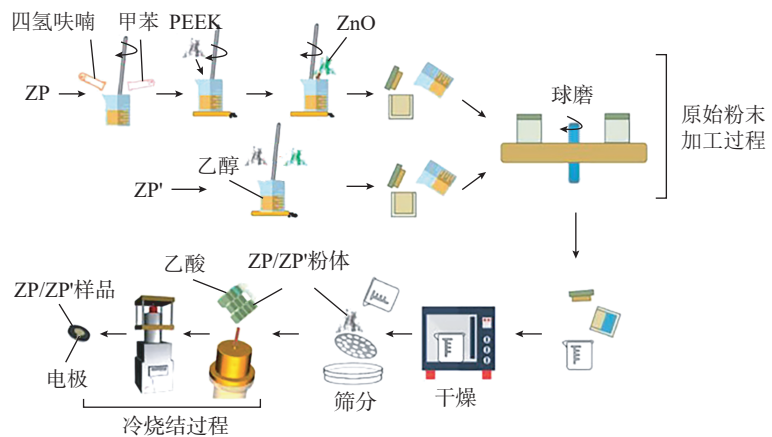 四氢呋喃
甲苯
PEEK
ZnO
ZP
球磨
原始粉末
加工过程
乙醇
ZP'
乙酸
ZP/ZP'粉体
ZP/ZP'样品
电极
筛分
干燥
冷烧结过程